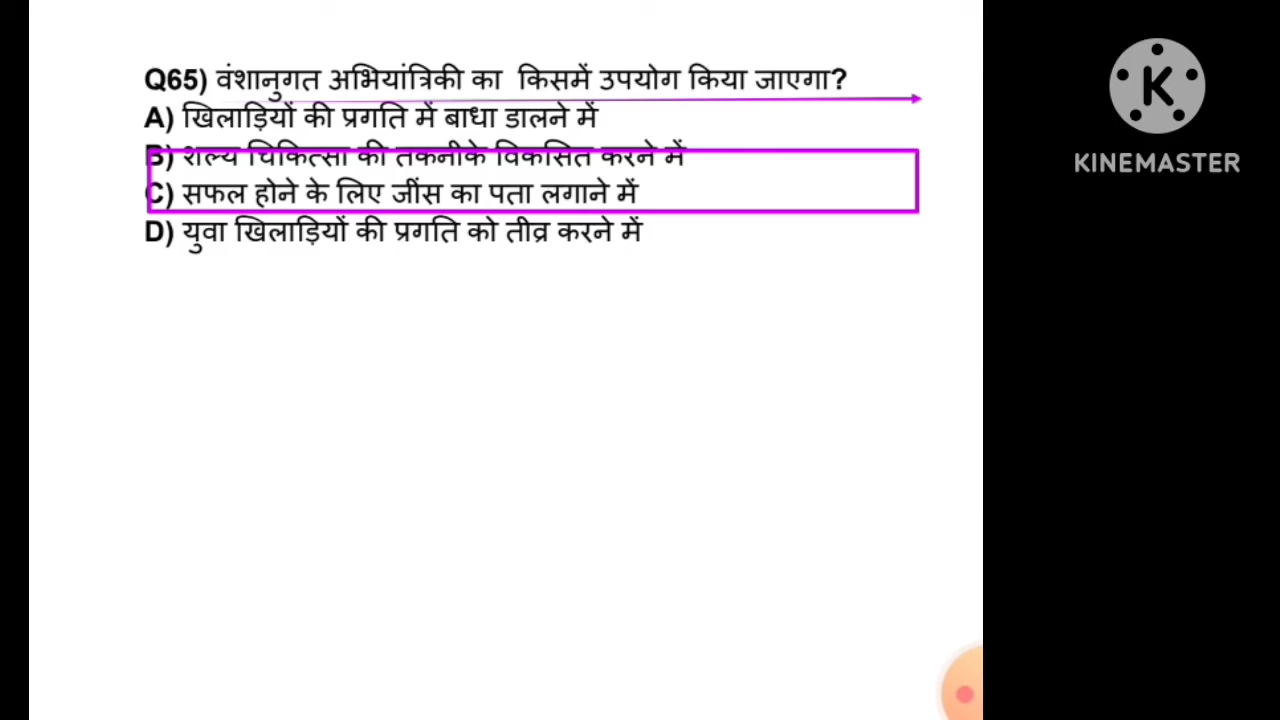 Q65) वंशानुगत अभियांत्रिकी का किसमें उपयोग किया जाएगा?
A) खिलाड़ियों की प्रगति में बाधा डालने में
B) शल्य चिकित्सा की तकनीके विकसित करने में
C) सफल होने के लिए जींस का पता लगाने में
D) युवा खिलाड़ियों की प्रगति को तीव्र करने में
K
KINEMASTER